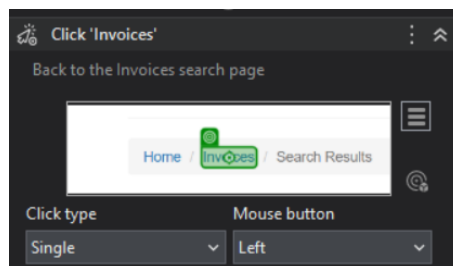 Click 'Invoices'
Back to the Invoices search page
Home / Invoices / Search Results
Click type Mouse button
Single Left